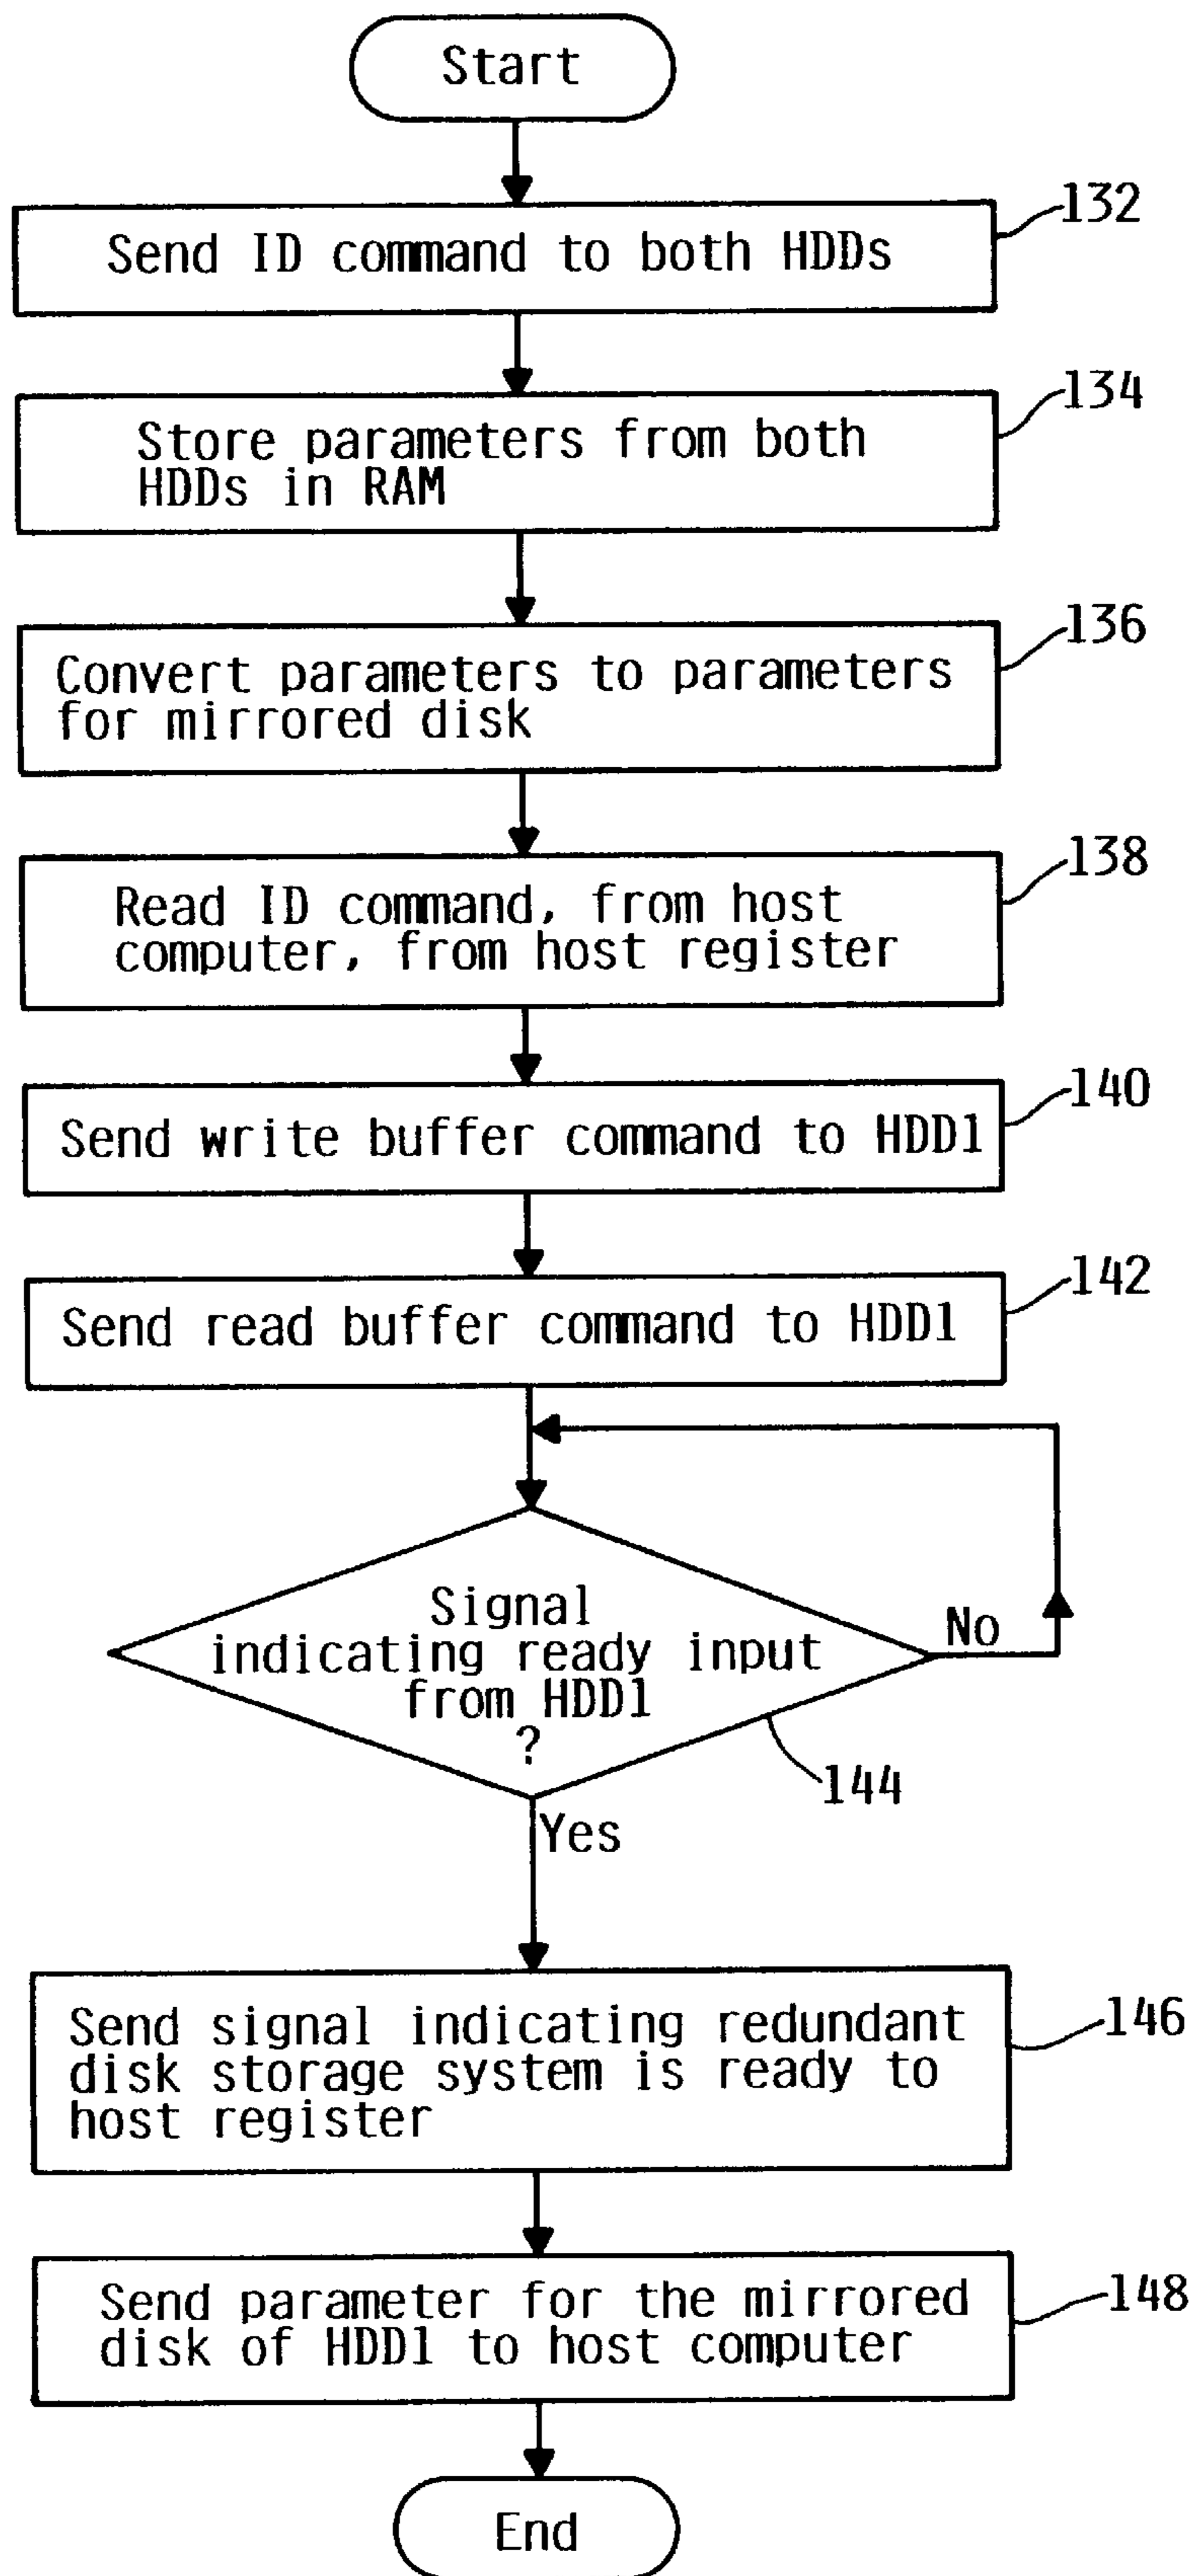 Start
132
Send ID command to both HDDs
134
Store parameters from both
HDDs in RAM
136
Convert parameters to parameters
for mirrored disk
138
Read ID command, from host
computer, from host register
140
Send write buffer command to HDD1
142
Send read buffer command to HDD1
Signal
indicating ready input
from HDD1
?
No
144
Yes
146
Send signal indicating redundant
disk storage system is ready to
host register
148
Send parameter for the mirrored
disk of HDD1 to host computer
End